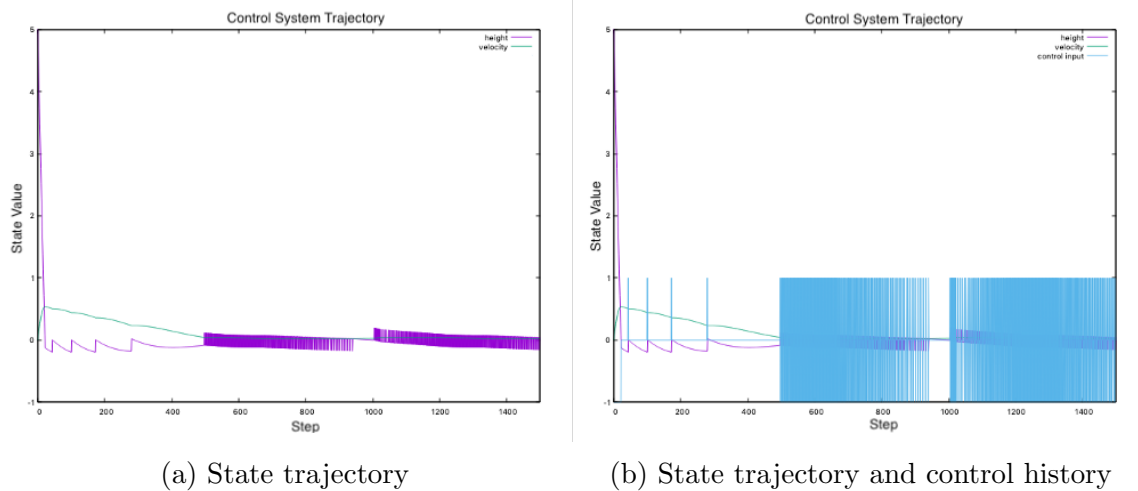 Control System Trajectory
height
velocity
5
4
3
2
1
0
-1
State Value
0 200 400 600 800 1000 1200 1400
Step
(a) State trajectory
Control System Trajectory
height
velocity
control input
5
4
3
2
1
0
-1
State Value
0 200 400 600 800 1000 1200 1400
Step
(b) State trajectory and control history